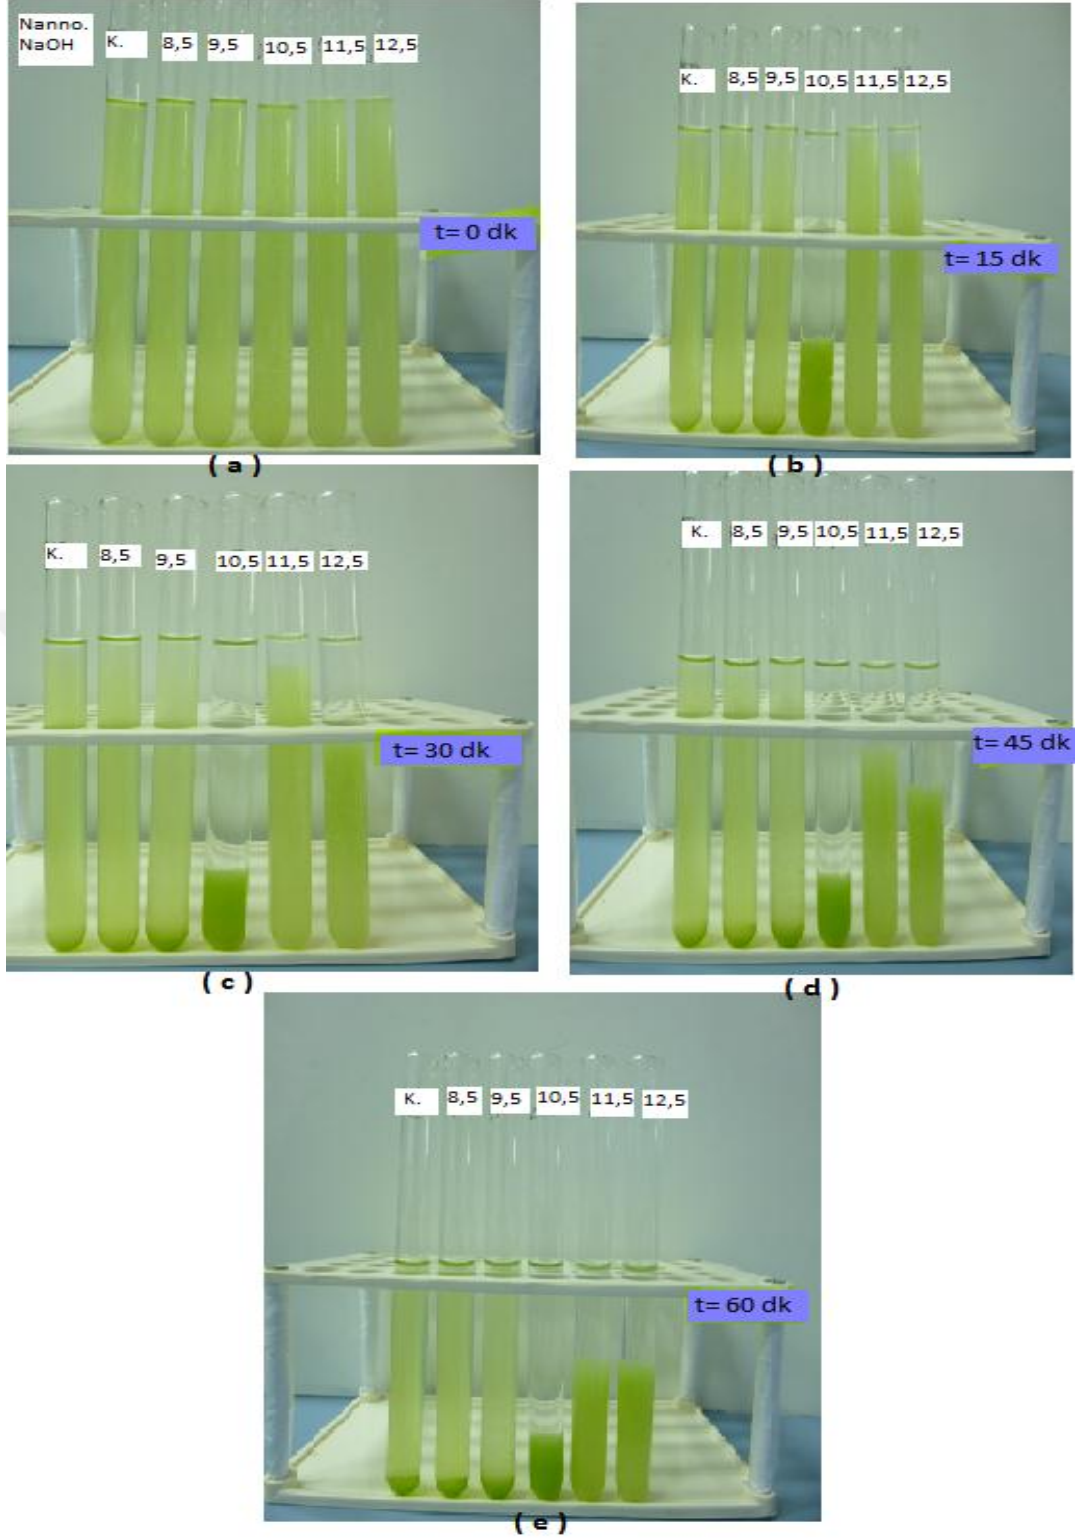 Nanno.
NaOH
K. 8,5 9,5 10,5 11,5 12,5
t= 0 dk
( a )
K. 8,5 9,5 10,5 11,5 12,5
t= 15 dk
( b )
K. 8,5 9,5 10,5 11,5 12,5
t= 30 dk
( c )
K. 8,5 9,5 10,5 11,5 12,5
t= 45 dk
( d )
K. 8,5 9,5 10,5 11,5 12,5
t= 60 dk
( e )